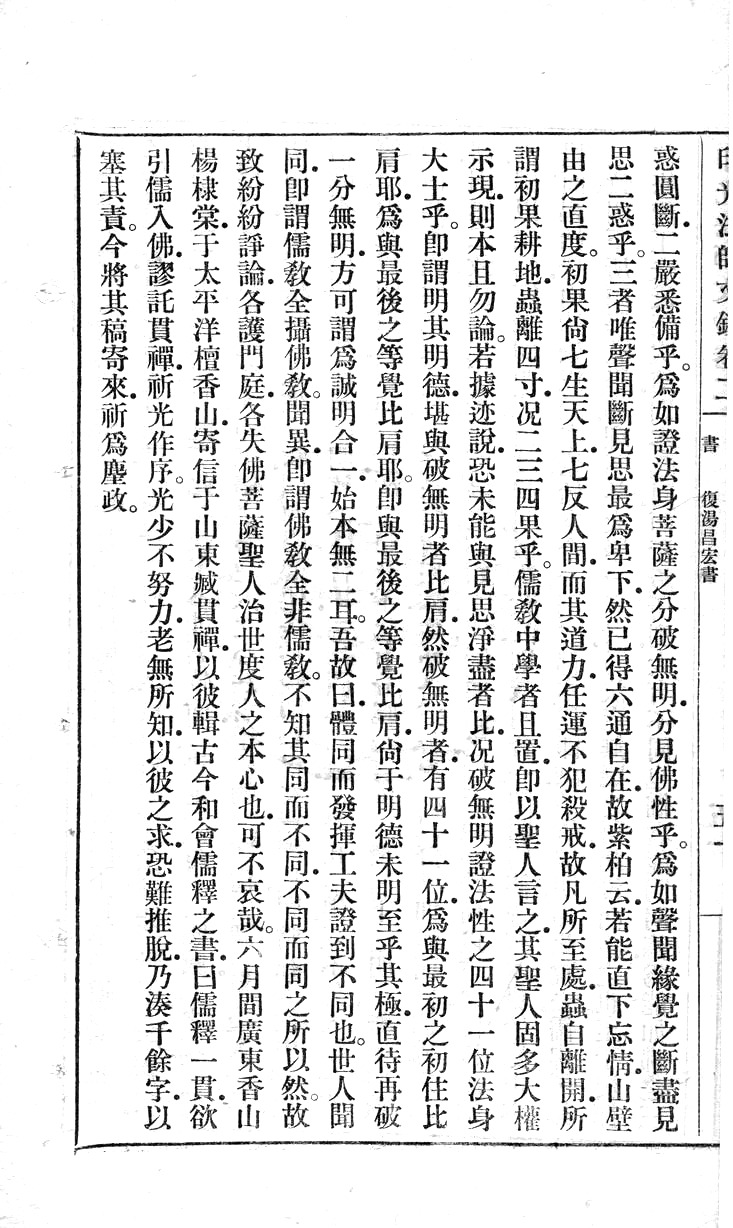 印光法師文鈔卷二 書 復湯昌宏書
惑圓斷。二嚴悉備乎。爲如證法身菩薩之分破無明。分見佛性乎。爲如聲聞緣覺之斷盡見
思二惑乎。三者唯聲聞斷見思最爲卑下。然已得六通自在。故紫柏云。若能直下忘情。山壁
由之直度。初果尙七生天上。七反人間。而其道力任運不犯殺戒。故凡所至處。蟲自離開。所
謂初果耕地。蟲離四寸。况二三四果乎。儒敎中學者且置。卽以聖人言之。其聖人固多大權
示現。則本且勿論。若據迹說。恐未能與見思淨盡者比。况破無明證法性之四十一位法身
大士乎。卽謂明其明德。堪與破無明者比肩。然破無明者。有四十一位。爲與最初之初住比
肩耶。爲與最後之等覺比肩耶。卽與最後之等覺比肩。尙于明德未明至乎其極。直待再破
一分無明。方可謂爲誠明合一。始本無二耳。吾故曰。體同而發揮工夫證到不同也。世人聞
同。卽謂儒敎全攝佛敎。聞異。卽謂佛敎全非儒敎。不知其同而不同。不同而同之所以然。故
致紛紛諍論。各護門庭。各失佛菩薩聖人治世度人之本心也。可不哀哉。六月間廣東香山
楊棣棠。于太平洋檀香山。寄信于山東臧貫禪。以彼輯古今和會儒釋之書。曰儒釋一貫。欲
引儒入佛。謬託貫禪。祈光作序。光少不努力。老無所知。以彼之求。恐難推脫。乃湊千餘字。以
塞其責。今將其稿寄來。祈爲塵政。